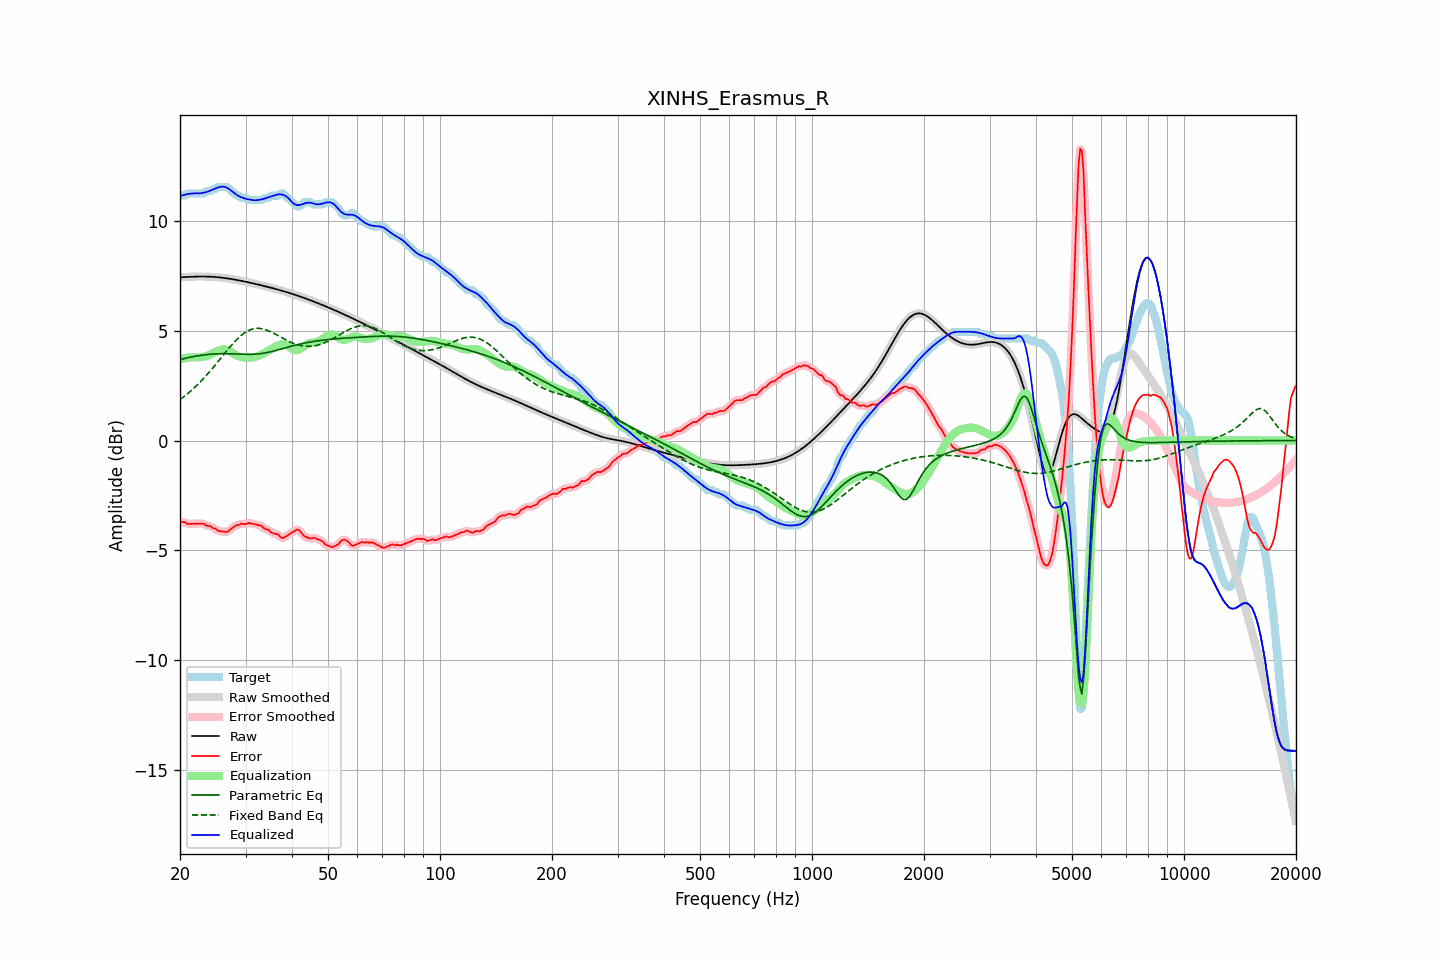 XINHS_Erasmus_R
Amplitude (dBr)
10
5
0
−5
−10
−15
Target
Raw Smoothed
Error Smoothed
Raw
Error
Equalization
Parametric Eq
Fixed Band Eq
Equalized
20 50 100 200 500 1000 2000 5000 10000 20000
Frequency (Hz)